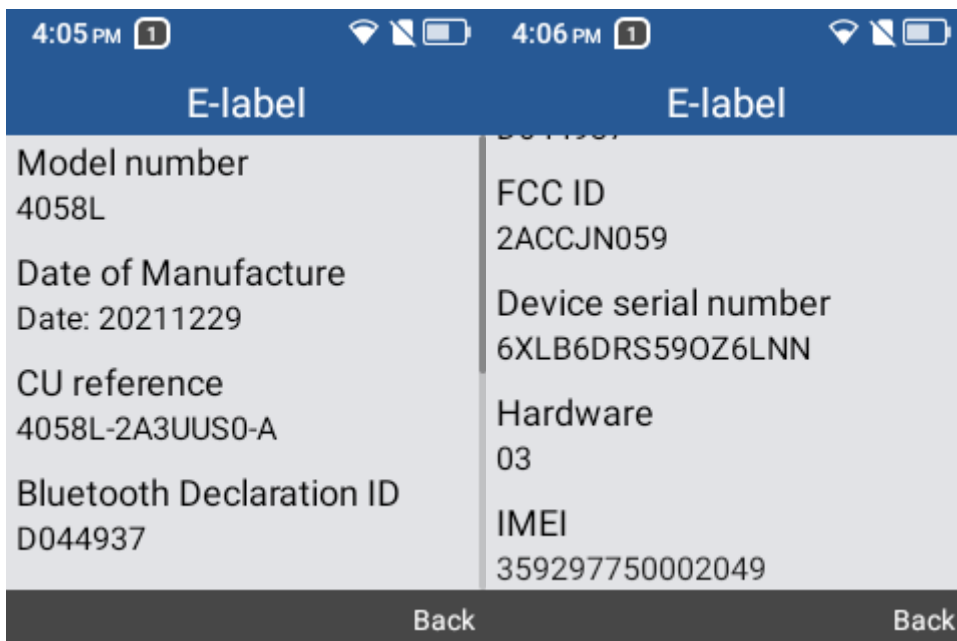 4:05 PM 1
E-label
Model number
4058L
Date of Manufacture
Date: 20211229
CU reference
4058L-2A3UUS0-A
Bluetooth Declaration ID
D044937
Back
4:06 PM 1
E-label
D044937
FCC ID
2ACCJN059
Device serial number
6XLB6DRS59OZ6LNN
Hardware
03
IMEI
359297750002049
Back